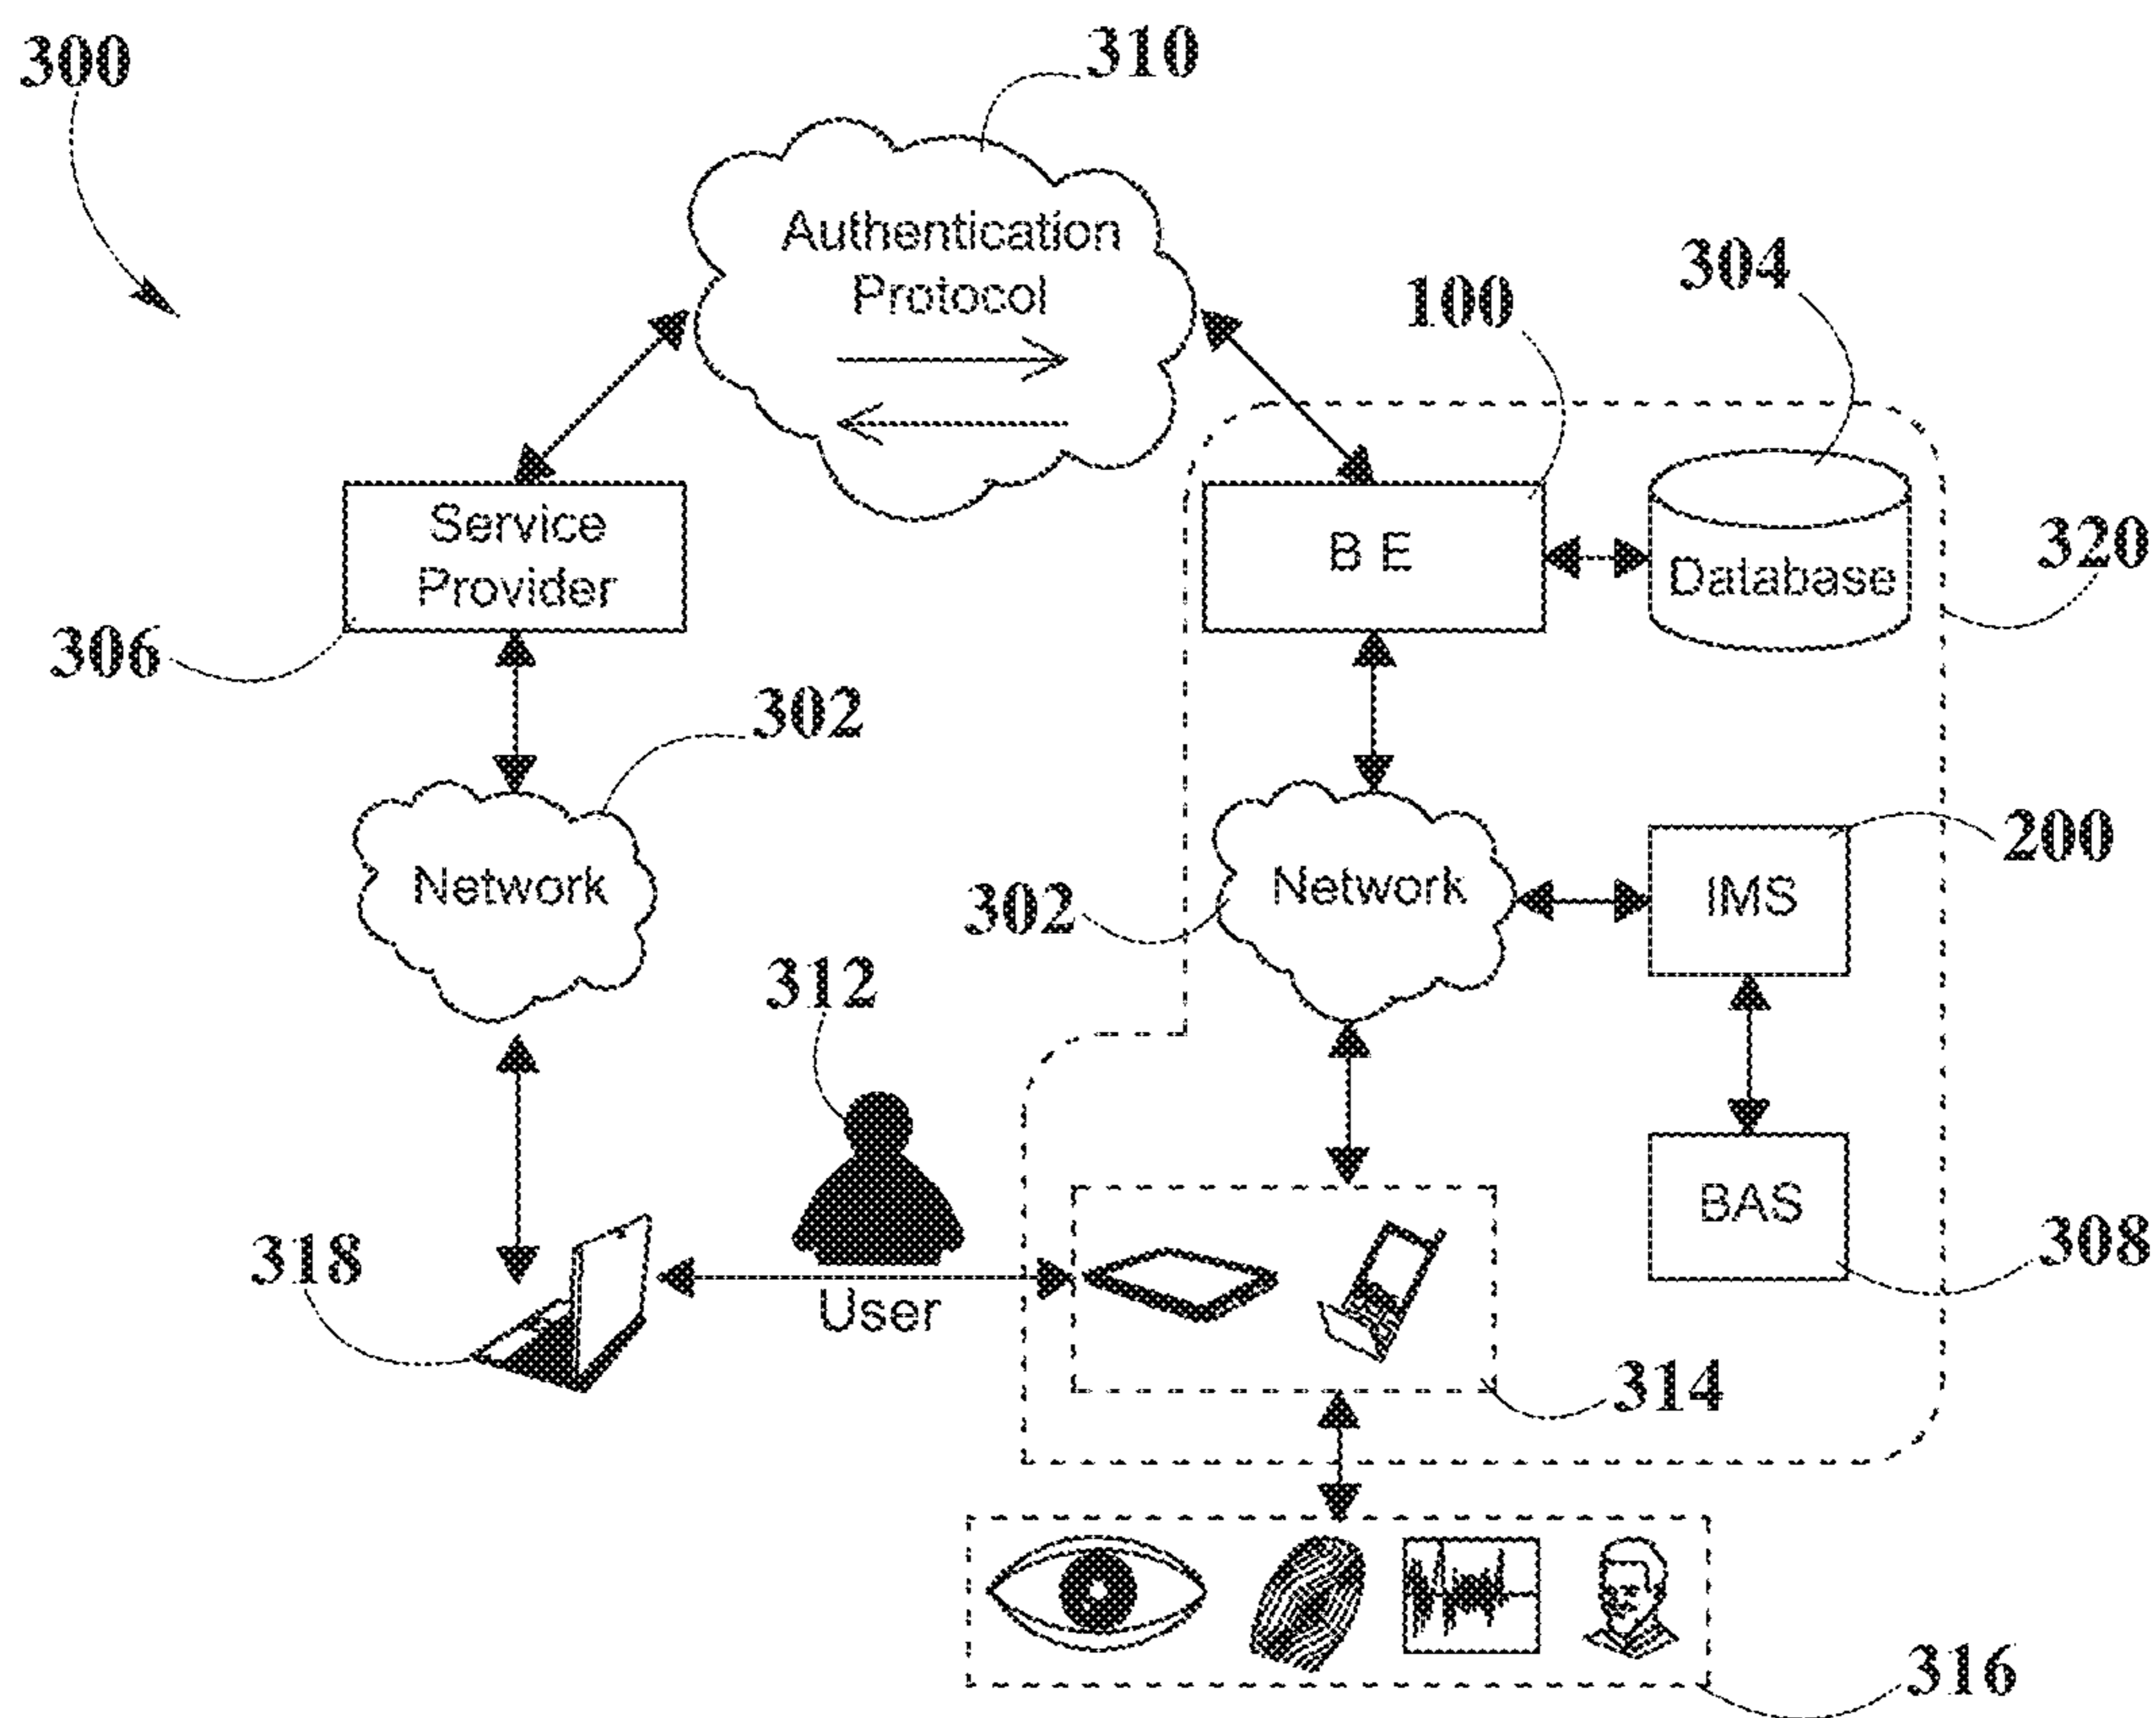 300
310
Authentication
Protocol
304
100
Service
Provider
B E
Database
320
306
302
Network
Network
200
IMS
302
312
BAS
308
318
User
314
316